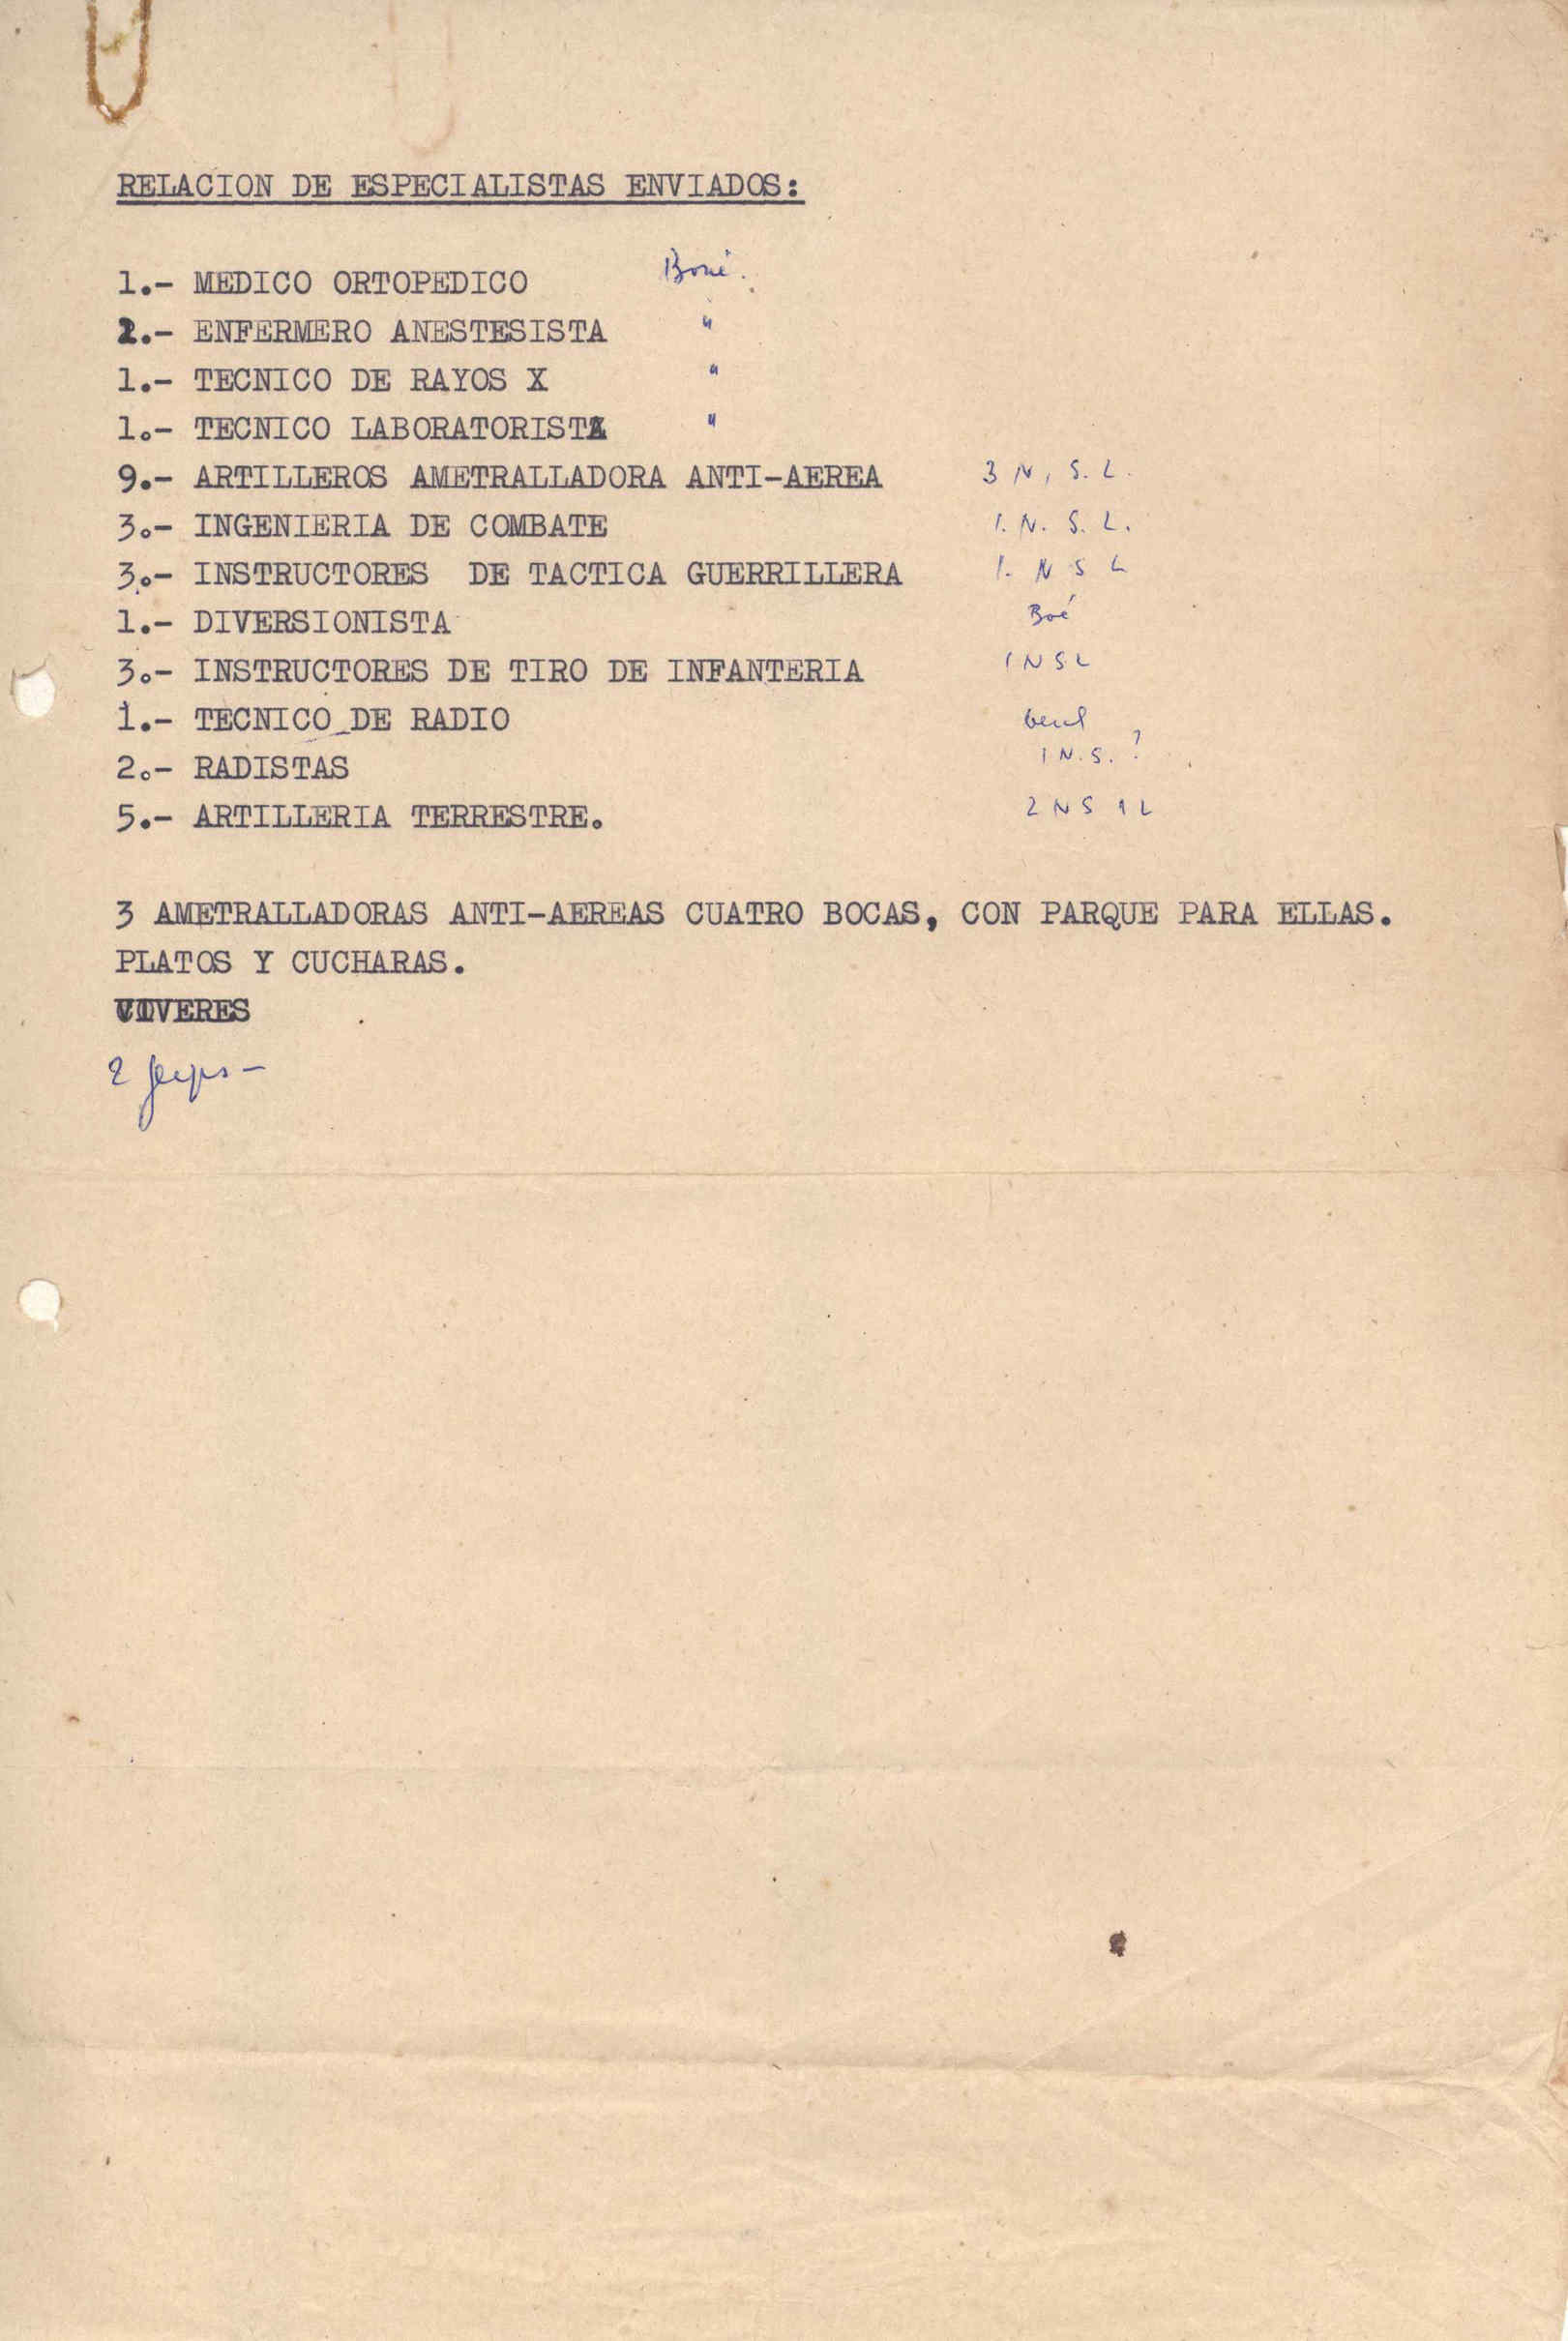 RELACION DE ESPECIALISTAS ENVIADOS:
1.- MEDICO ORTOPEDICO Boué.
1.- ENFERMERO ANESTESISTA "
1.- TECNICO DE RAYOS X "
1.- TECNICO LABORATORISTA "
9.- ARTILLEROS AMETRALLADORA ANTI-AEREA 3 N, S. L.
3.- INGENIERIA DE COMBATE 1. N. S. L.
3.- INSTRUCTORES DE TACTICA GUERRILLERA 1. N S L
1.- DIVERSIONISTA Boé
3.- INSTRUCTORES DE TIRO DE INFANTERIA 1 N S L
1.- TECNICO DE RADIO
2.- RADISTAS 1 N. S. ?
5.- ARTILLERIA TERRESTRE. 2 N S 1 L
3 AMETRALLADORAS ANTI-AEREAS CUATRO BOCAS, CON PARQUE PARA ELLAS.
PLATOS Y CUCHARAS.
VIVERES
2 jeeps -